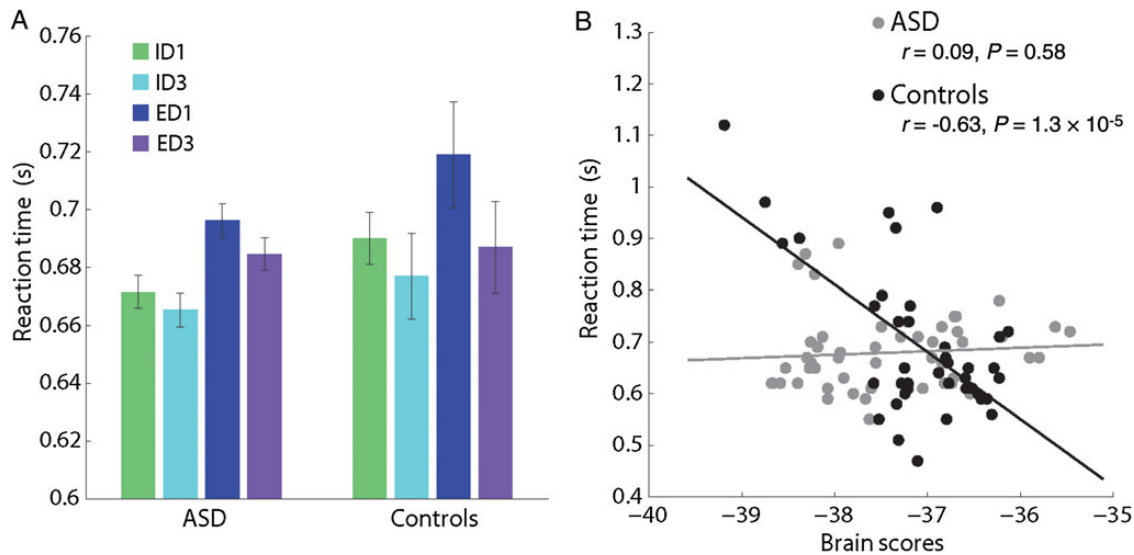 A
Reaction time (s)
0.76
0.74
0.72
0.7
0.68
0.66
0.64
0.62
0.6
ID1
ID3
ED1
ED3
ASD
Controls
B
Reaction time (s)
1.3
1.2
1.1
1
0.9
0.8
0.7
0.6
0.5
0.4
ASD
r = 0.09, P = 0.58
Controls
r = -0.63, P = 1.3 × 10⁻⁵
−40
−39
−38
−37
−36
−35
Brain scores